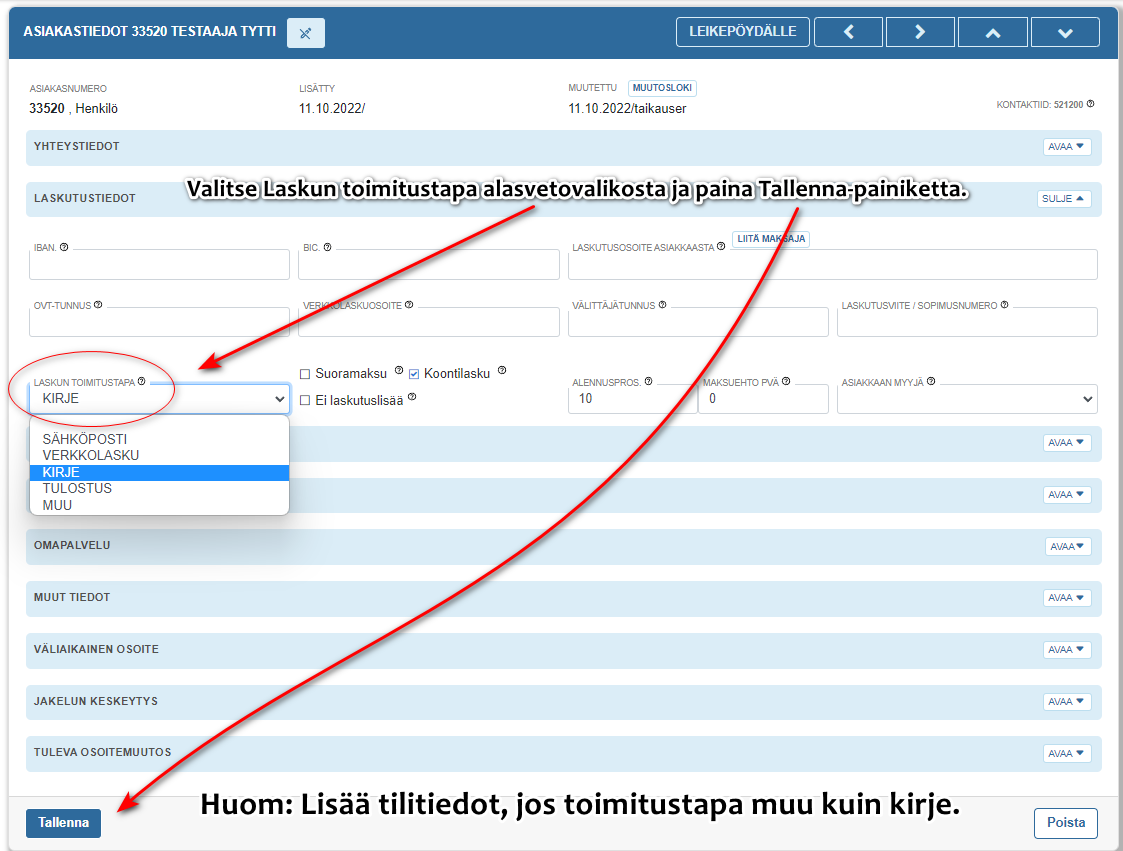 ASIAKASTIEDOT 33520 TESTAAJA TYTTI
LEIKEPÖYDÄLLE
ASIAKASNUMERO
33520 , Henkilö
LISÄTTY
11.10.2022/
MUUTETTU MUUTOSLOKI
11.10.2022/taikauser
KONTAKTIID: 521200
YHTEYSTIEDOT
AVAA
Valitse Laskun toimitustapa alasvetovalikosta ja paina Tallenna-painiketta.
LASKUTUSTIEDOT
SULJE
IBAN.
BIC.
LASKUTUSOSOITE ASIAKKAASTA
LIITÄ MAKSAJA
OVT-TUNNUS
VERKKOLASKUOSOITE
VÄLITTÄJÄTUNNUS
LASKUTUSVIITE / SOPIMUSNUMERO
LASKUN TOIMITUSTAPA
KIRJE
Suoramaksu
Koontilasku
Ei laskutuslisää
ALENNUSPROS.
10
MAKSUEHTO PVÄ
0
ASIAKKAAN MYYJÄ
SÄHKÖPOSTI
VERKKOLASKU
KIRJE
TULOSTUS
MUU
AVAA
AVAA
OMAPALVELU
AVAA
MUUT TIEDOT
AVAA
VÄLIAIKAINEN OSOITE
AVAA
JAKELUN KESKEYTYS
AVAA
TULEVA OSOITEMUUTOS
AVAA
Huom: Lisää tilitiedot, jos toimitustapa muu kuin kirje.
Tallenna
Poista